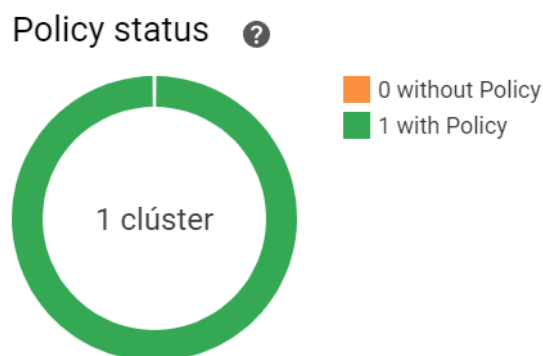 Policy status ?
0 without Policy
1 with Policy
1 clúster